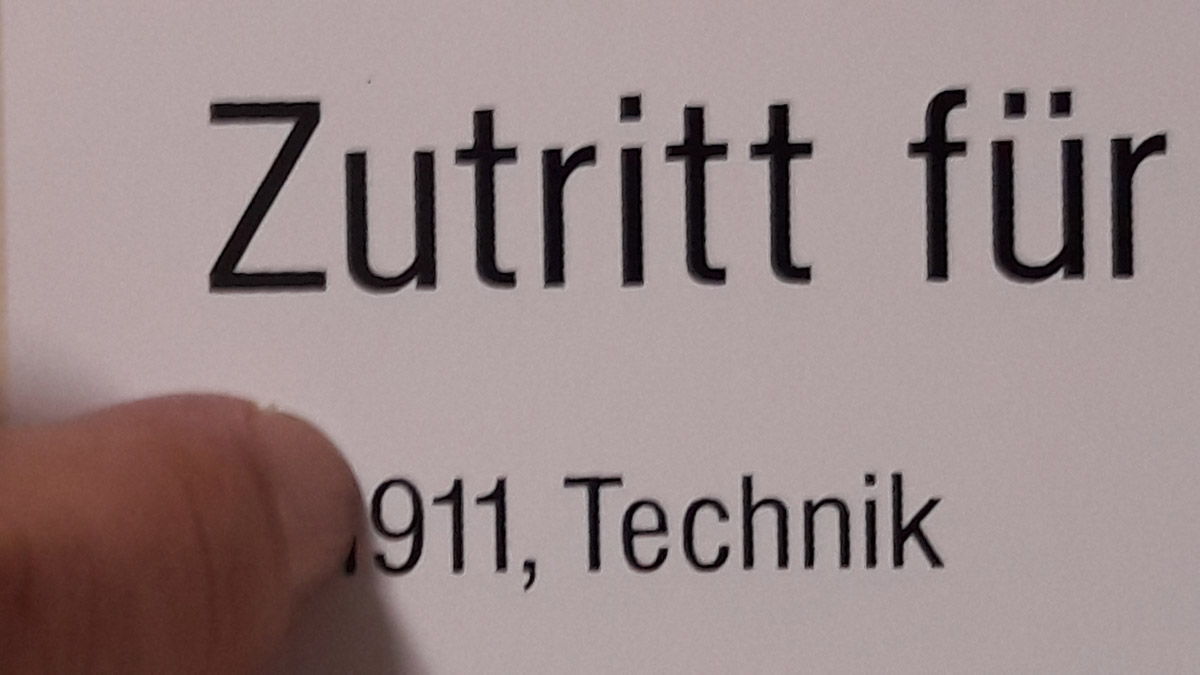 Zutritt für
911, Technik